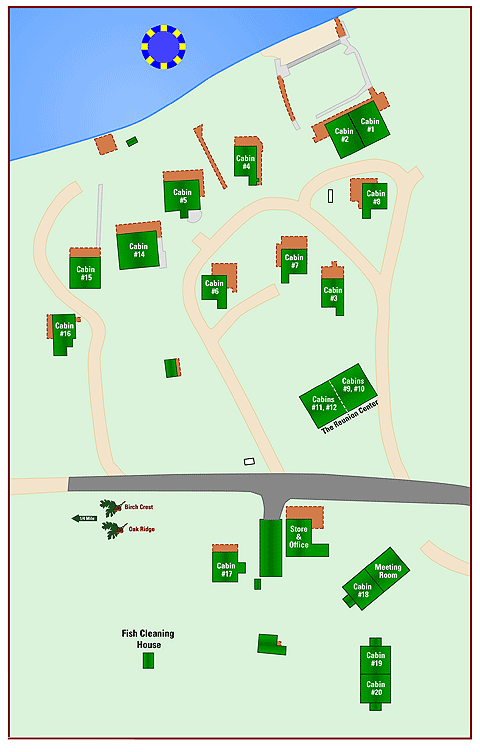 Cabin
#1
Cabin
#2
Cabin
#4
Cabin
#5
Cabin
#8
Cabin
#14
Cabin
#7
Cabin
#15
Cabin
#6
Cabin
#3
Cabin
#16
Cabins
#9, #10
Cabins
#11, #12
The Reunion Center
Birch Crest
1/4 Mile
Oak Ridge
Store
&
Office
Cabin
#17
Meeting
Room
Cabin
#18
Fish Cleaning
House
Cabin
#19
Cabin
#20